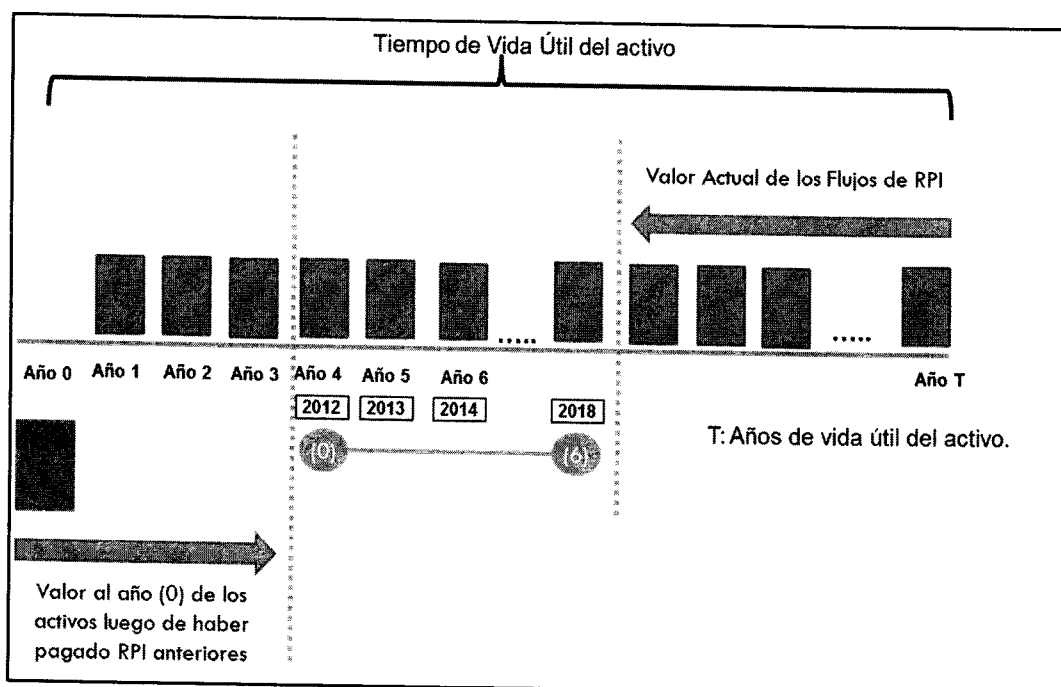 Tiempo de Vida Útil del activo
Valor Actual de los Flujos de RPI
.....
.....
Año 0 Año 1 Año 2 Año 3 Año 4 Año 5 Año 6 Año T
2012 2013 2014 2018
(0) (6)
T: Años de vida útil del activo.
Valor al año (0) de los
activos luego de haber
pagado RPI anteriores